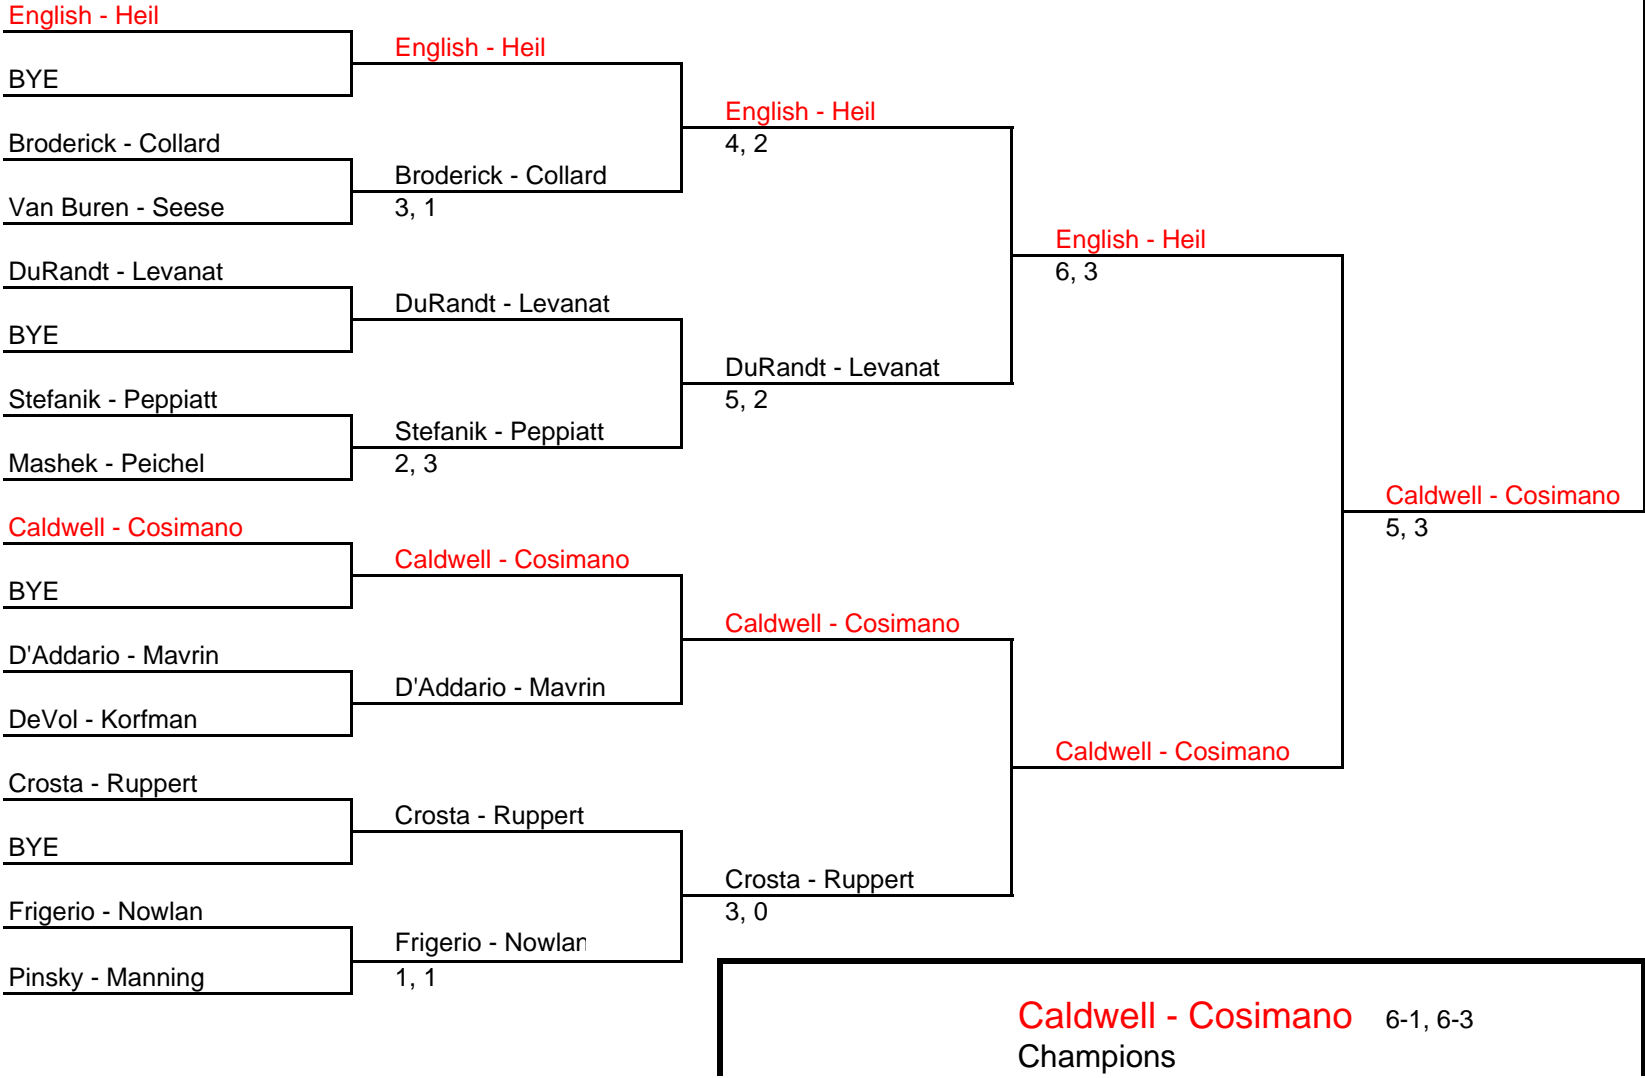 English - Heil
BYE
Broderick - Collard
Van Buren - Seese
DuRandt - Levanat
BYE
Stefanik - Peppiatt
Mashek - Peichel
Caldwell - Cosimano
BYE
D'Addario - Mavrin
DeVol - Korfman
Crosta - Ruppert
BYE
Frigerio - Nowlan
Pinsky - Manning
English - Heil
Broderick - Collard
3, 1
DuRandt - Levanat
Stefanik - Peppiatt
2, 3
Caldwell - Cosimano
D'Addario - Mavrin
Crosta - Ruppert
Frigerio - Nowlan
1, 1
English - Heil
4, 2
DuRandt - Levanat
5, 2
Caldwell - Cosimano
Crosta - Ruppert
3, 0
English - Heil
6, 3
Caldwell - Cosimano
Caldwell - Cosimano
5, 3
Caldwell - Cosimano 6-1, 6-3
Champions